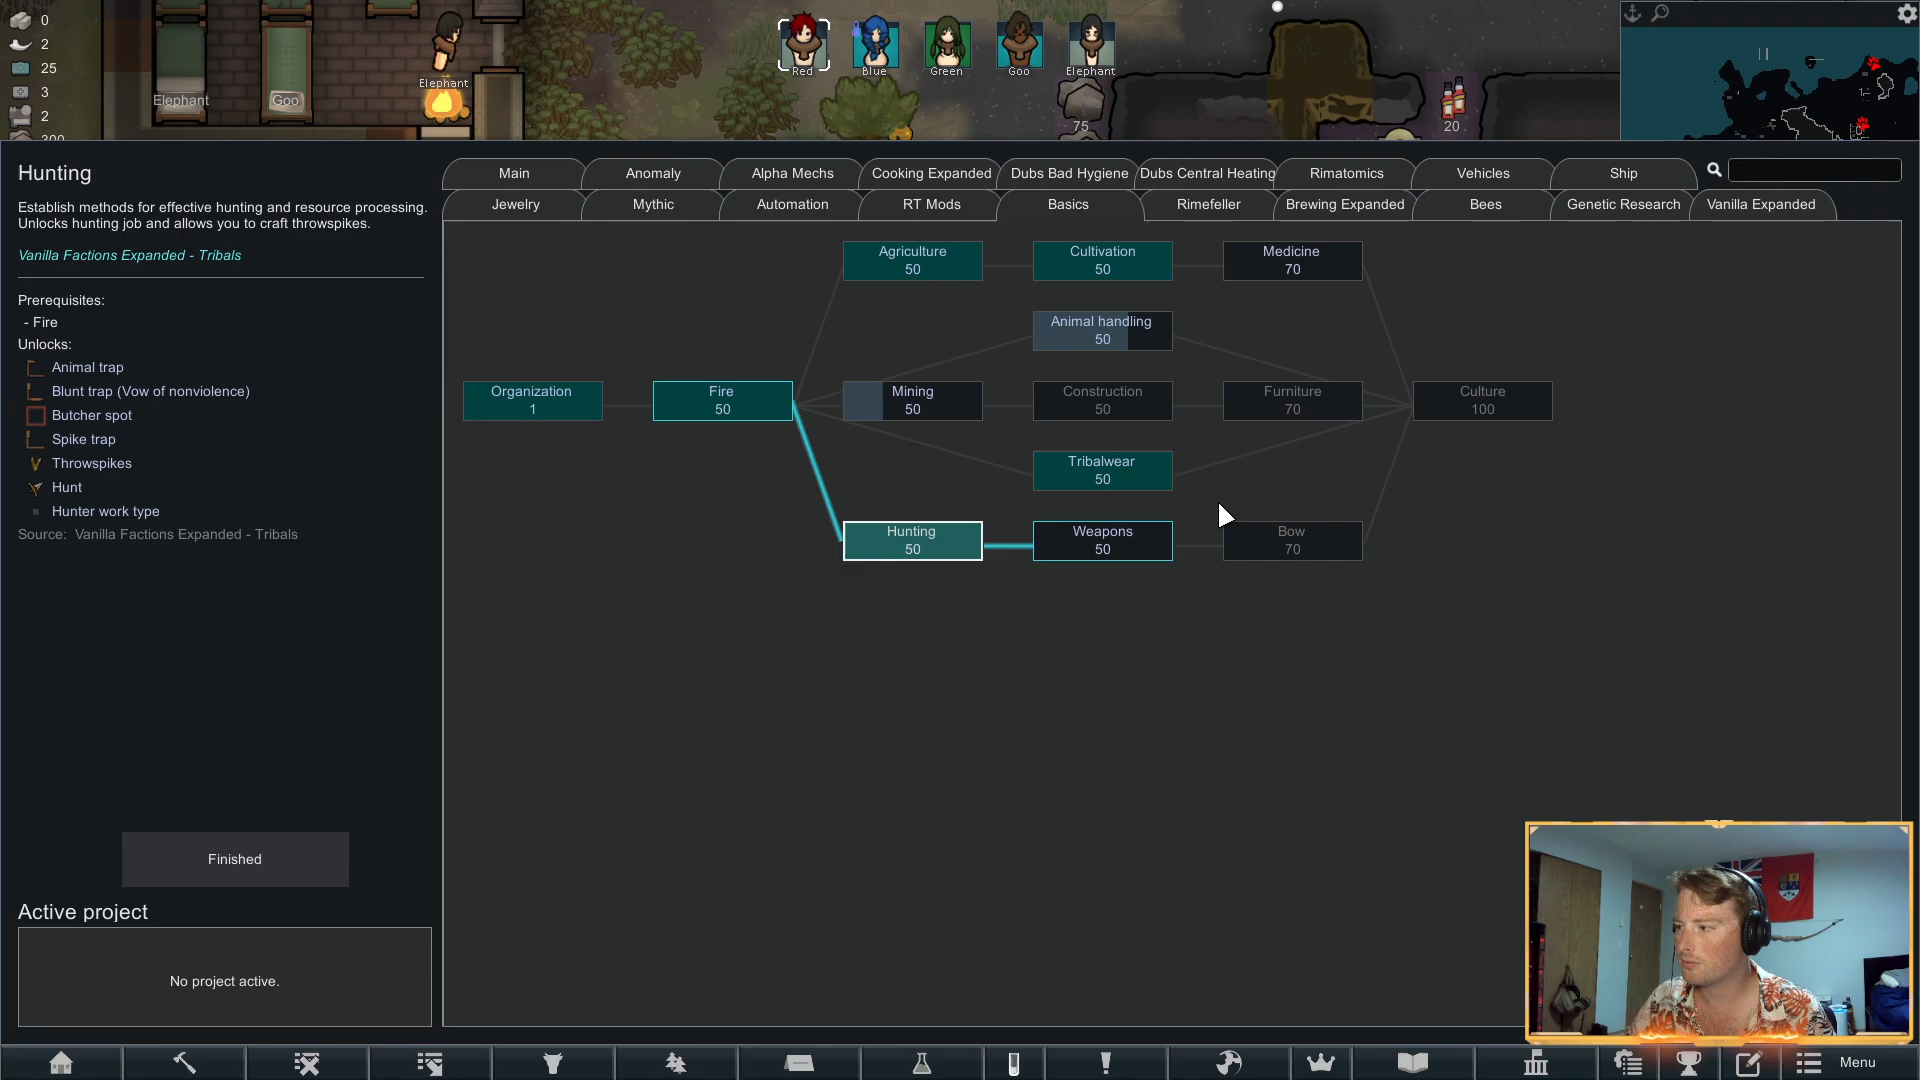 0
2
25
3
2
300
Elephant
Goo
Elephant
Red
Blue
Green
Goo
Elephant
75
20
Hunting
Establish methods for effective hunting and resource processing.
Unlocks hunting job and allows you to craft throwspikes.
Vanilla Factions Expanded - Tribals
Prerequisites:
- Fire
Unlocks:
Animal trap
Blunt trap (Vow of nonviolence)
Butcher spot
Spike trap
Throwspikes
Hunt
Hunter work type
Source: Vanilla Factions Expanded - Tribals
Finished
Active project
No project active.
Main
Anomaly
Alpha Mechs
Cooking Expanded
Dubs Bad Hygiene
Dubs Central Heating
Rimatomics
Vehicles
Ship
Jewelry
Mythic
Automation
RT Mods
Basics
Rimefeller
Brewing Expanded
Bees
Genetic Research
Vanilla Expanded
Agriculture
50
Cultivation
50
Medicine
70
Animal handling
50
Organization
1
Fire
50
Mining
50
Construction
50
Furniture
70
Culture
100
Tribalwear
50
Hunting
50
Weapons
50
Bow
70
Menu